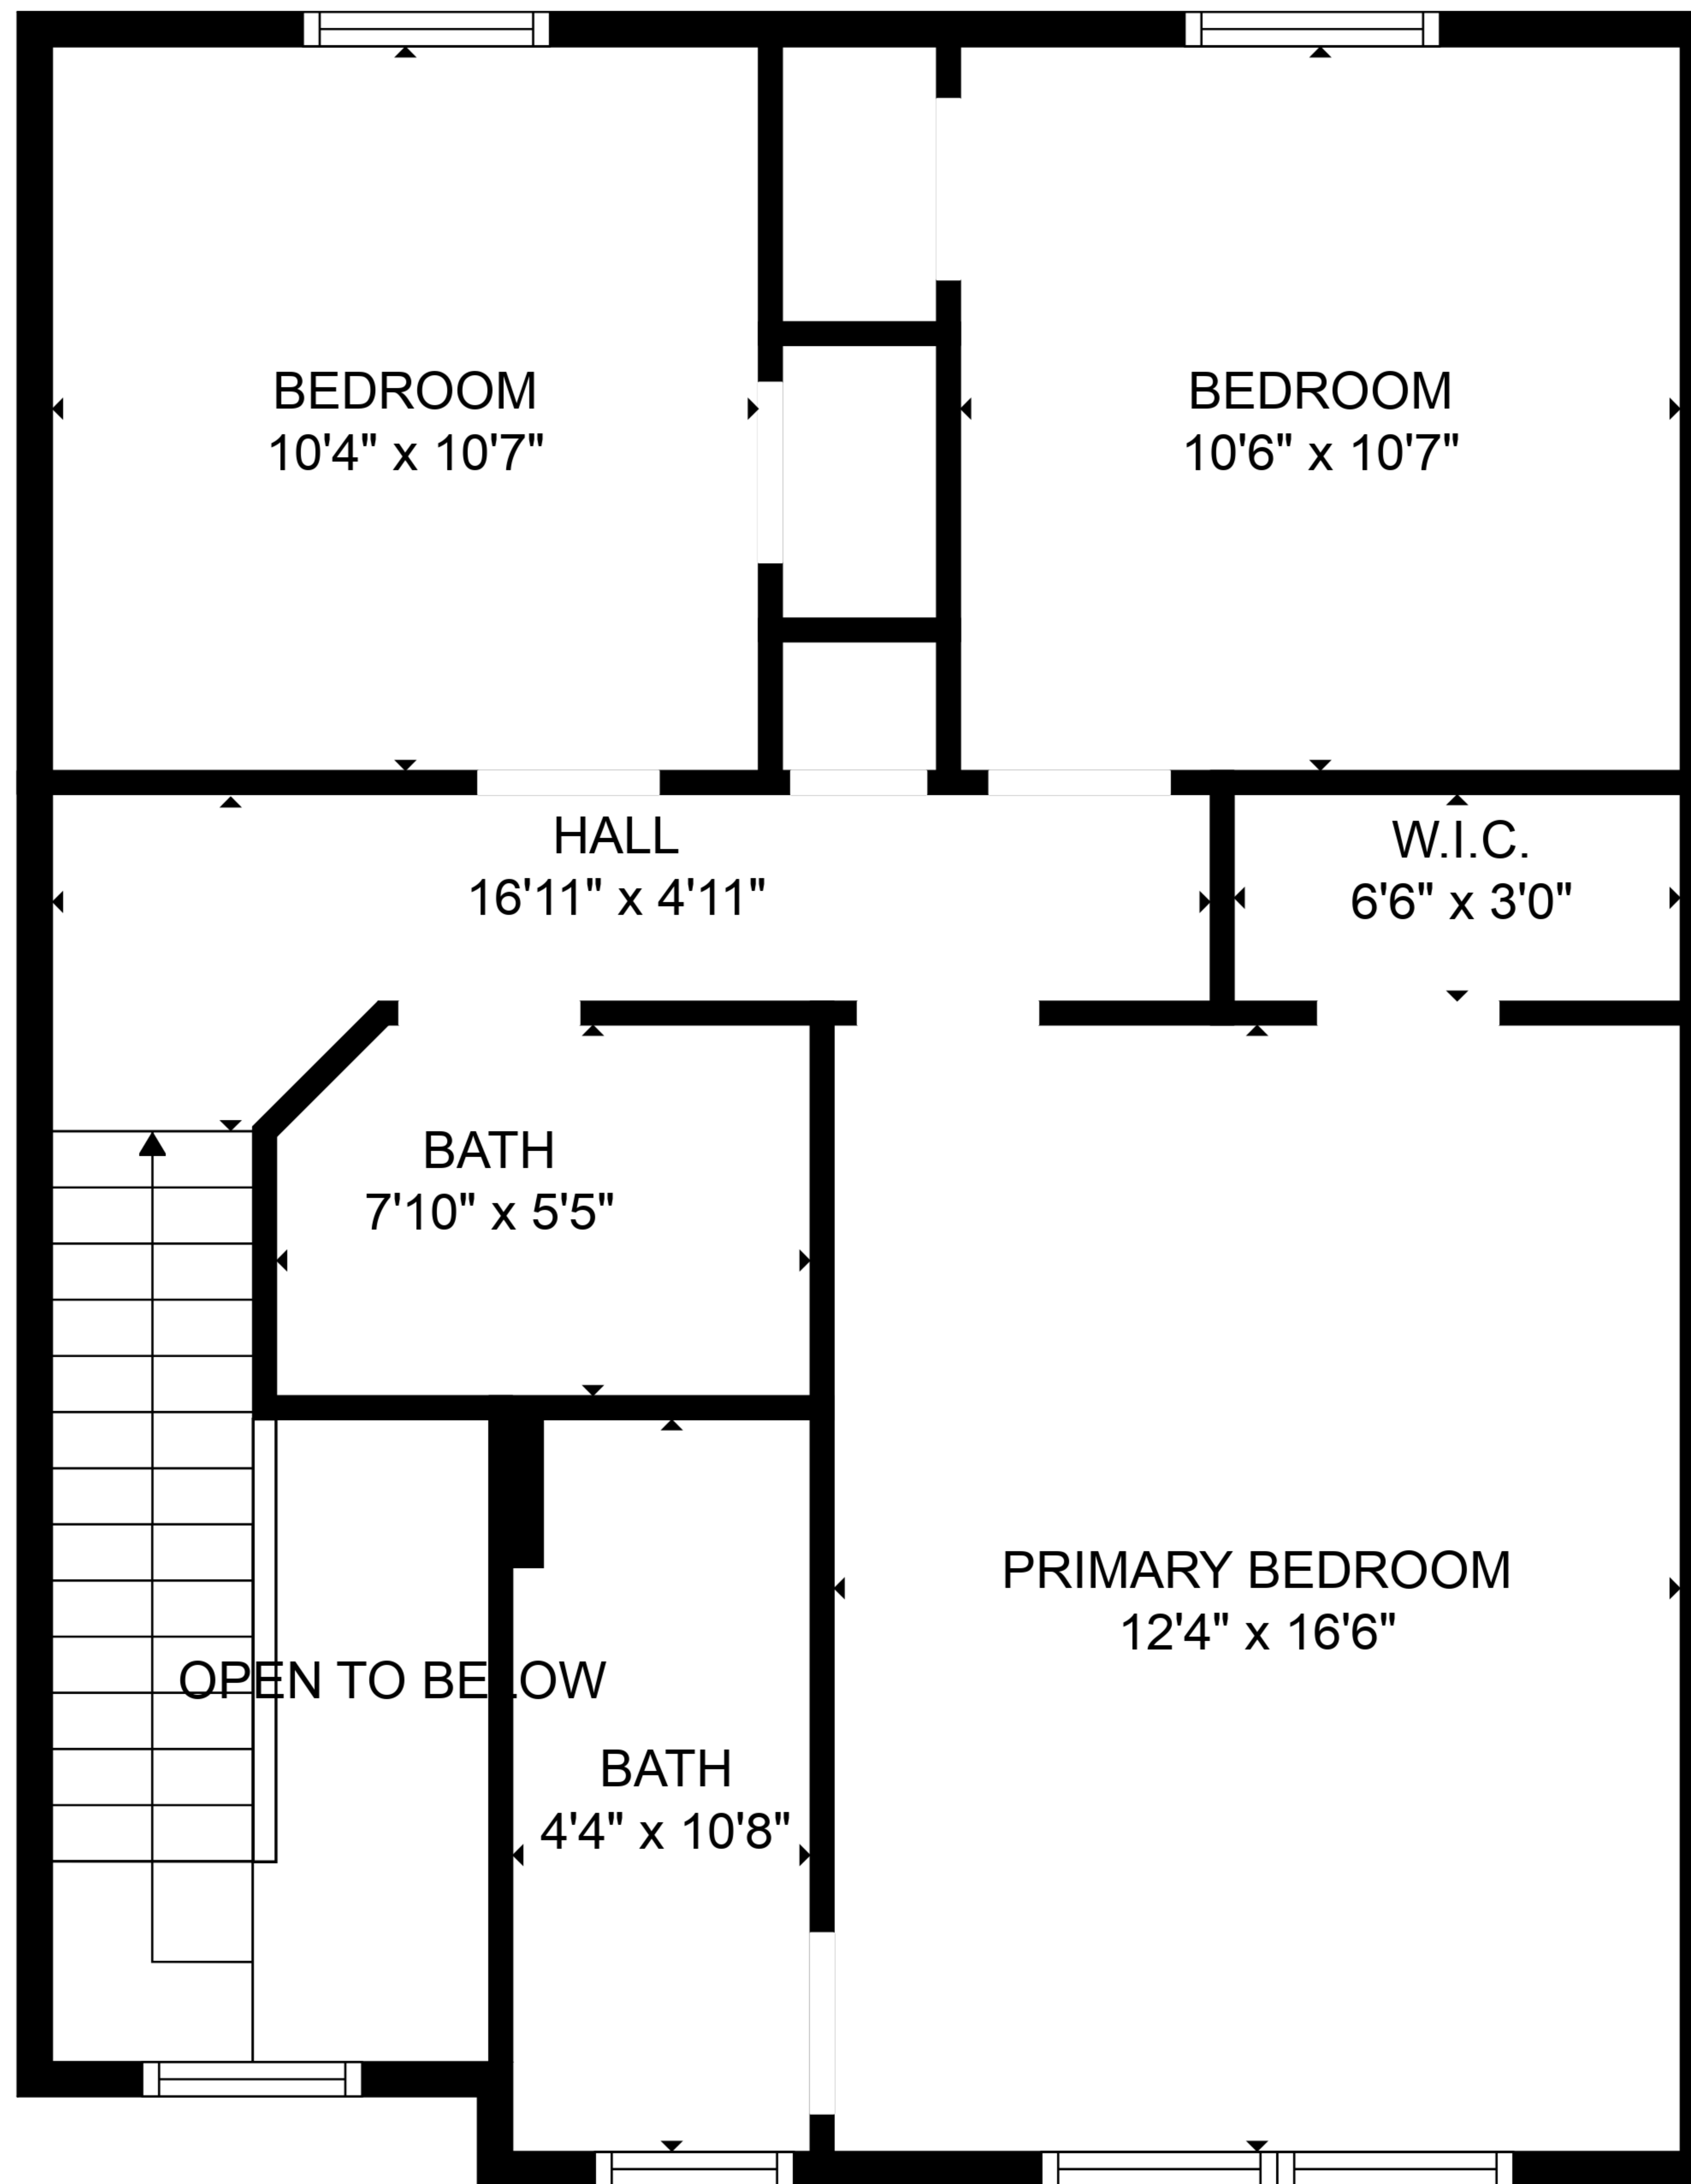 BEDROOM
10'4" x 10'7"
BEDROOM
10'6" x 10'7"
HALL
16'11" x 4'11"
W.I.C.
6'6" x 3'0"
BATH
7'10" x 5'5"
PRIMARY BEDROOM
12'4" x 16'6"
OPEN TO BELOW
BATH
4'4" x 10'8"